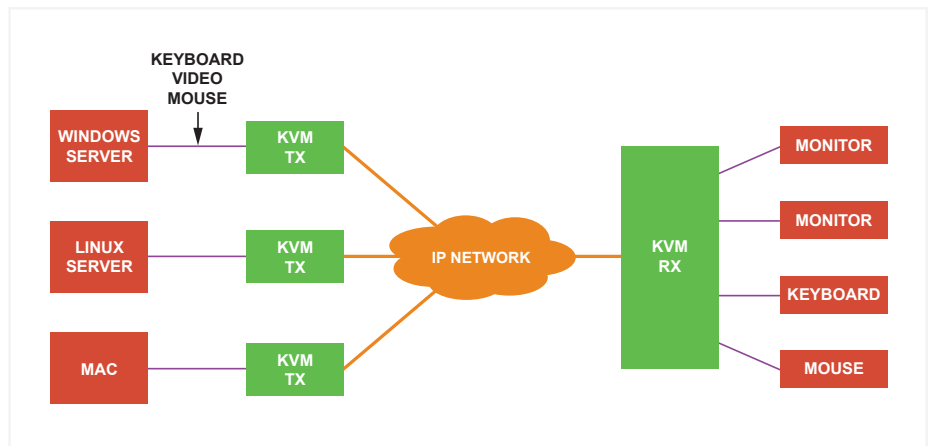 KEYBOARD
VIDEO
MOUSE
WINDOWS
SERVER
KVM
TX
LINUX
SERVER
KVM
TX
MAC
KVM
TX
IP NETWORK
KVM
RX
MONITOR
MONITOR
KEYBOARD
MOUSE